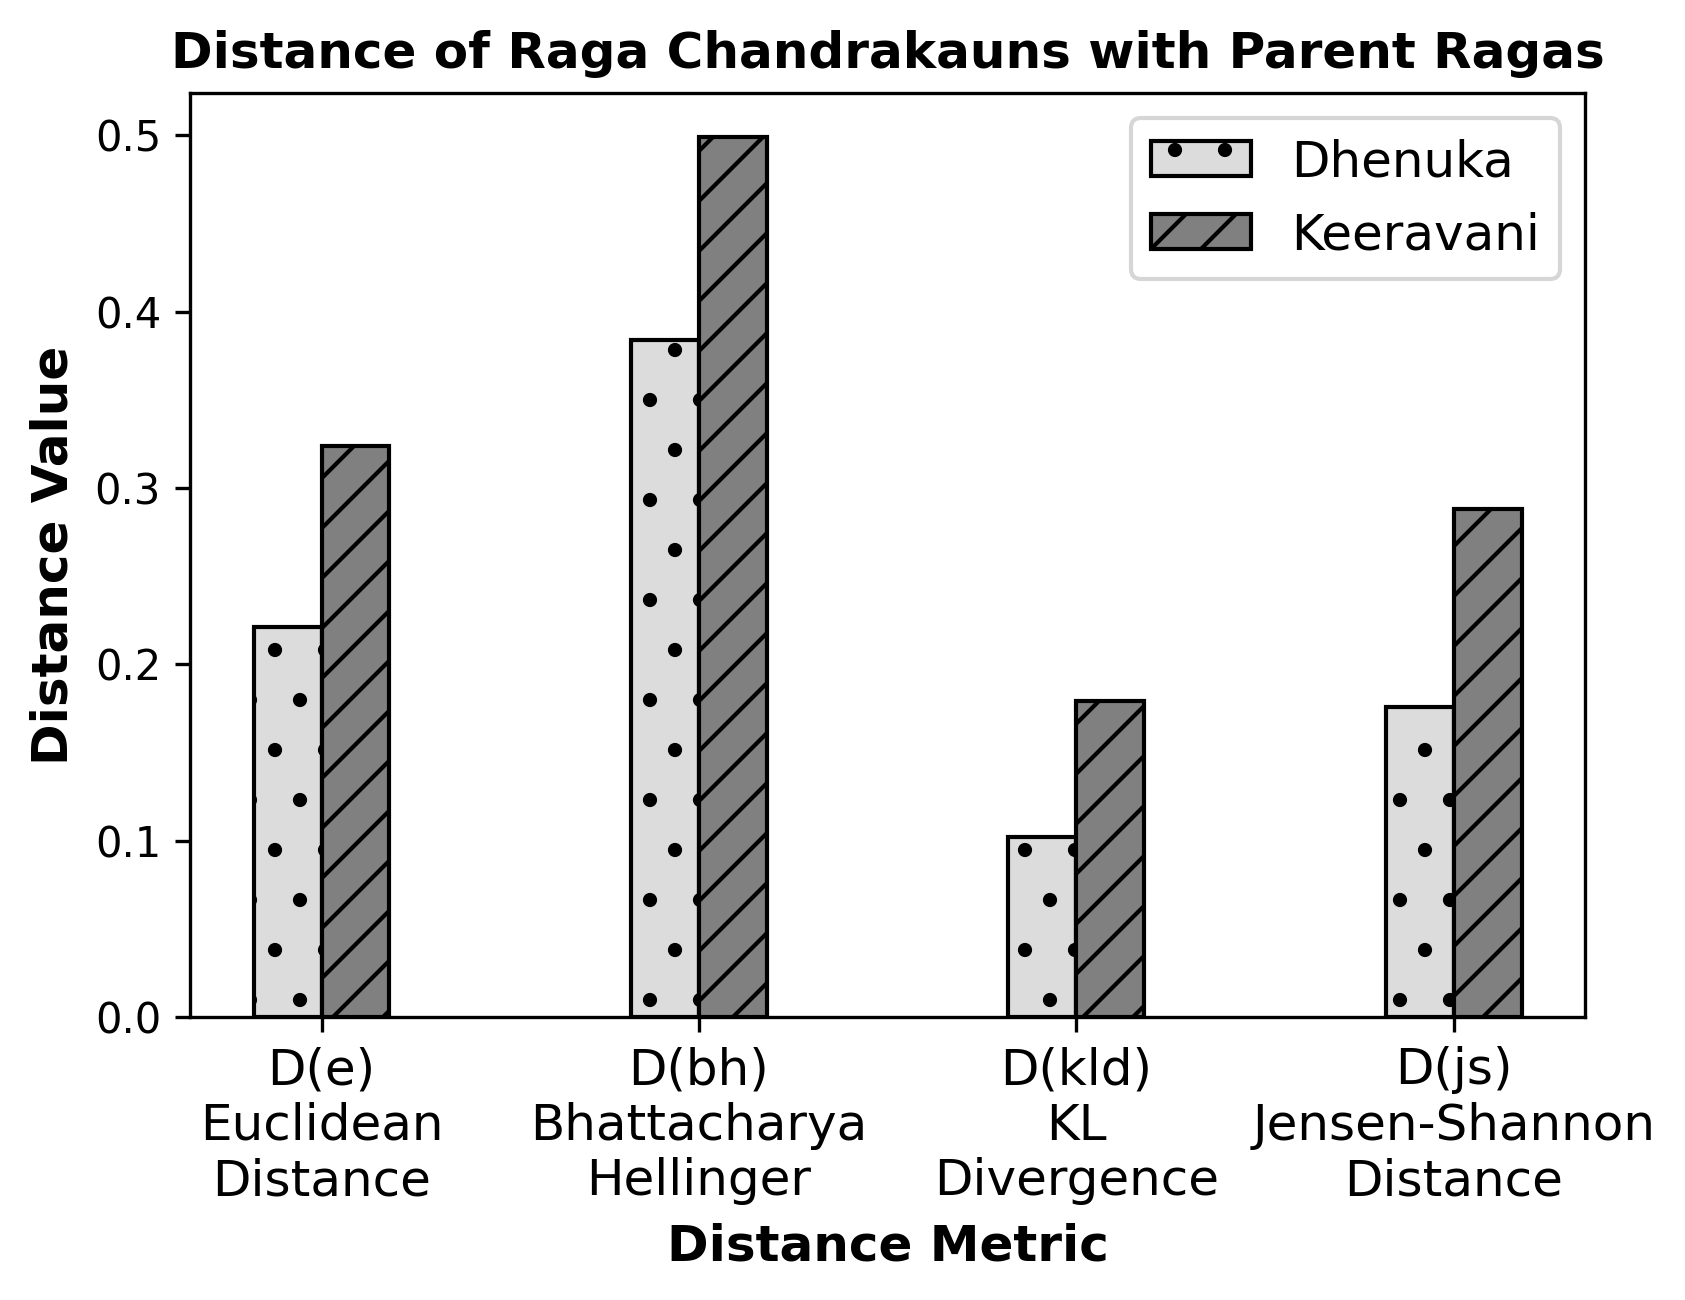 Distance of Raga Chandrakauns with Parent Ragas
Dhenuka
Keeravani
Distance Value
0.5
0.4
0.3
0.2
0.1
0.0
D(e)
Euclidean
Distance
D(bh)
Bhattacharya
Hellinger
D(kld)
KL
Divergence
D(js)
Jensen-Shannon
Distance
Distance Metric